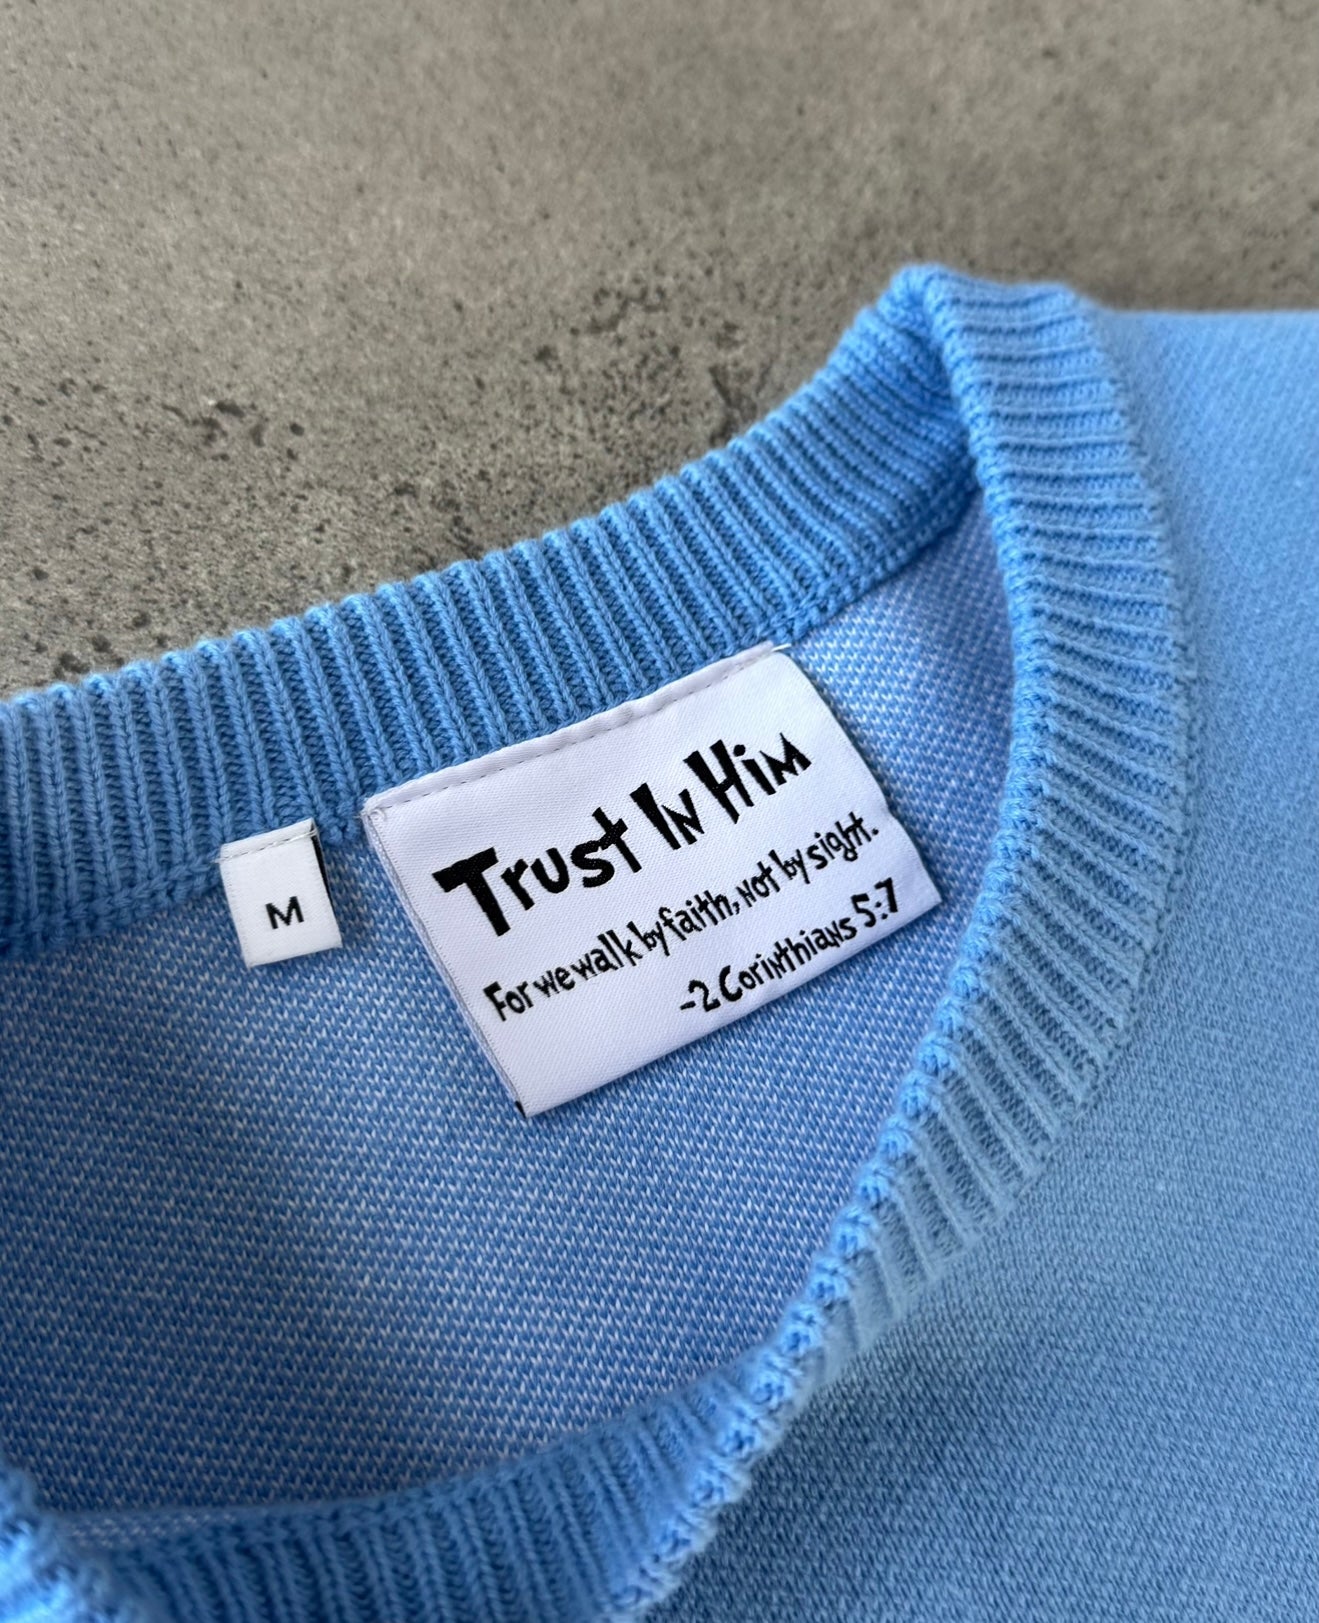 Trust In Him
For we walk by faith, not by sight.
-2 Corinthians 5:7
M